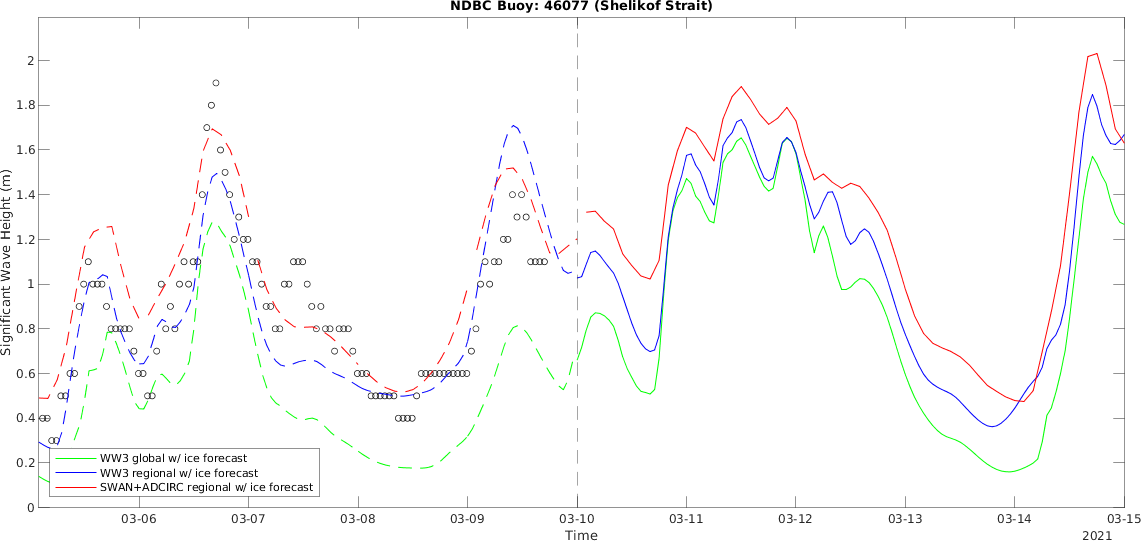 NDBC Buoy: 46077 (Shelikof Strait)
Significant Wave Height (m)
2
1.8
1.6
1.4
1.2
1
0.8
0.6
0.4
0.2
0
WW3 global w/ ice forecast
WW3 regional w/ ice forecast
SWAN+ADCIRC regional w/ ice forecast
03-06 03-07 03-08 03-09 03-10 03-11 03-12 03-13 03-14 03-15
Time
2021